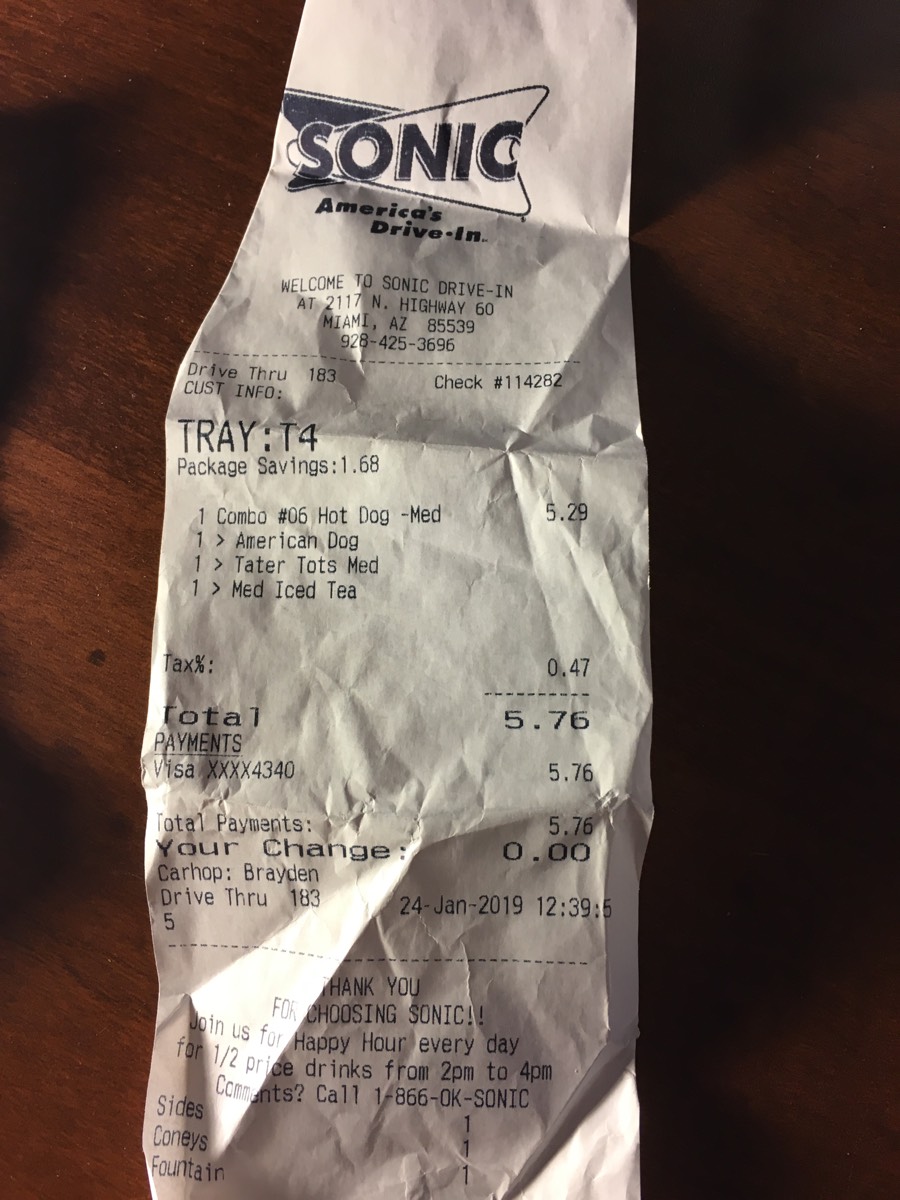 SONIC
America's
Drive-In™
WELCOME TO SONIC DRIVE-IN
AT 2117 N. HIGHWAY 60
MIAMI, AZ 85539
928-425-3696
Drive Thru 183 Check #114282
CUST INFO:
TRAY:T4
Package Savings:1.68
1 Combo #06 Hot Dog -Med 5.29
1 > American Dog
1 > Tater Tots Med
1 > Med Iced Tea
Tax%: 0.47
Total 5.76
PAYMENTS
Visa XXXX4340 5.76
Total Payments: 5.76
Your Change: 0.00
Carhop: Brayden
Drive Thru 183 24-Jan-2019 12:39:5
5
THANK YOU
FOR CHOOSING SONIC!!
Join us for Happy Hour every day
for 1/2 price drinks from 2pm to 4pm
Comments? Call 1-866-OK-SONIC
Sides 1
Coneys 1
Fountain 1